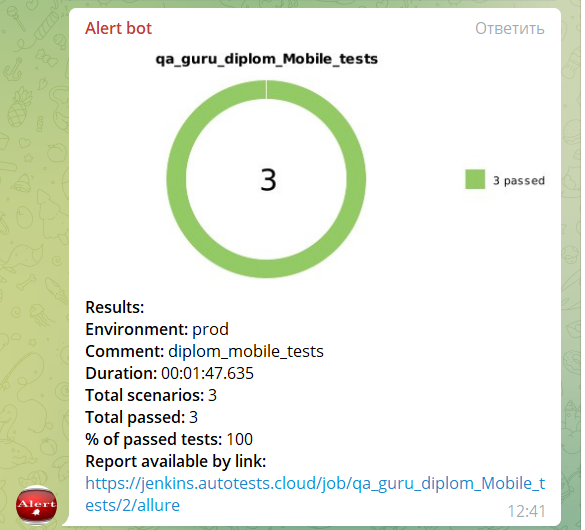 Alert bot Ответить
qa_guru_diplom_Mobile_tests
3
3 passed
Results:
Environment: prod
Comment: diplom_mobile_tests
Duration: 00:01:47.635
Total scenarios: 3
Total passed: 3
% of passed tests: 100
Report available by link:
https://jenkins.autotests.cloud/job/qa_guru_diplom_Mobile_t
ests/2/allure
Alert
12:41